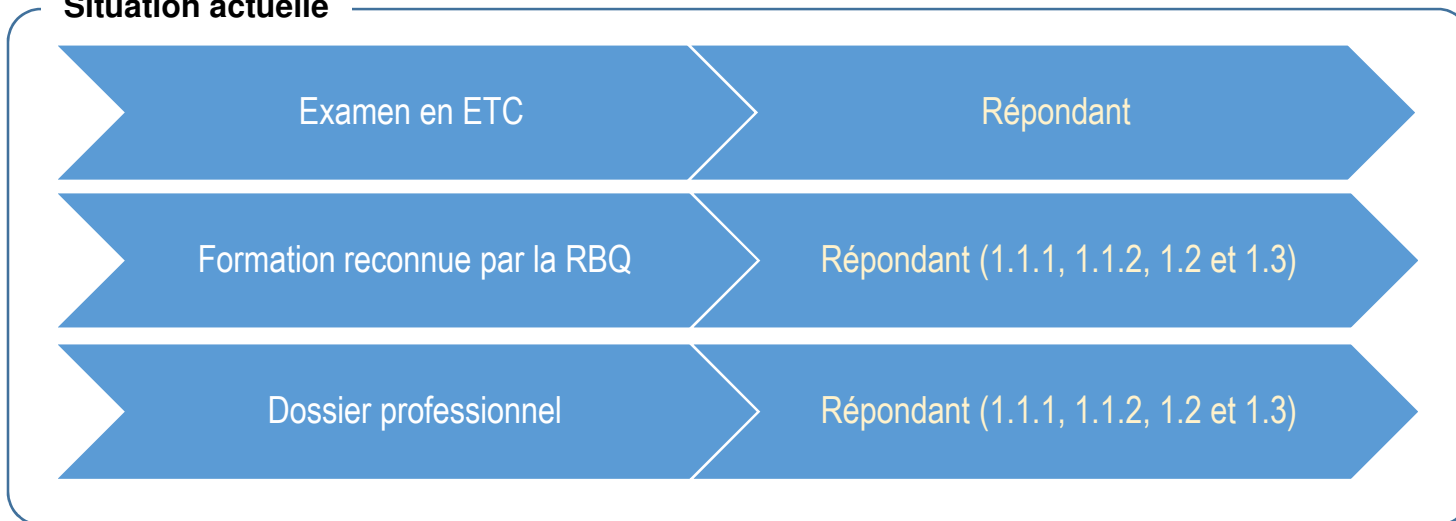 Situation actuelle
Examen en ETC
Répondant
Formation reconnue par la RBQ
Répondant (1.1.1, 1.1.2, 1.2 et 1.3)
Dossier professionnel
Répondant (1.1.1, 1.1.2, 1.2 et 1.3)